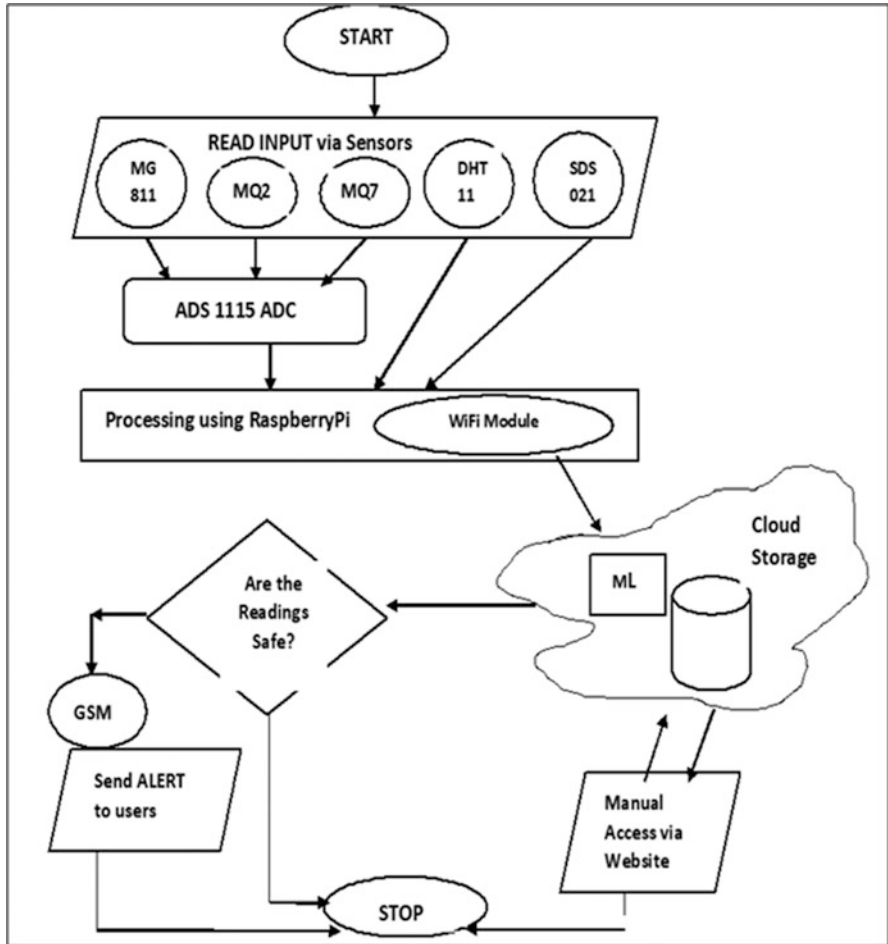 START
READ INPUT via Sensors
MG
811
MQ2
MQ7
DHT
11
SDS
021
ADS 1115 ADC
Processing using RaspberryPi
WiFi Module
Cloud
Storage
ML
Are the
Readings
Safe?
GSM
Send ALERT
to users
Manual
Access via
Website
STOP